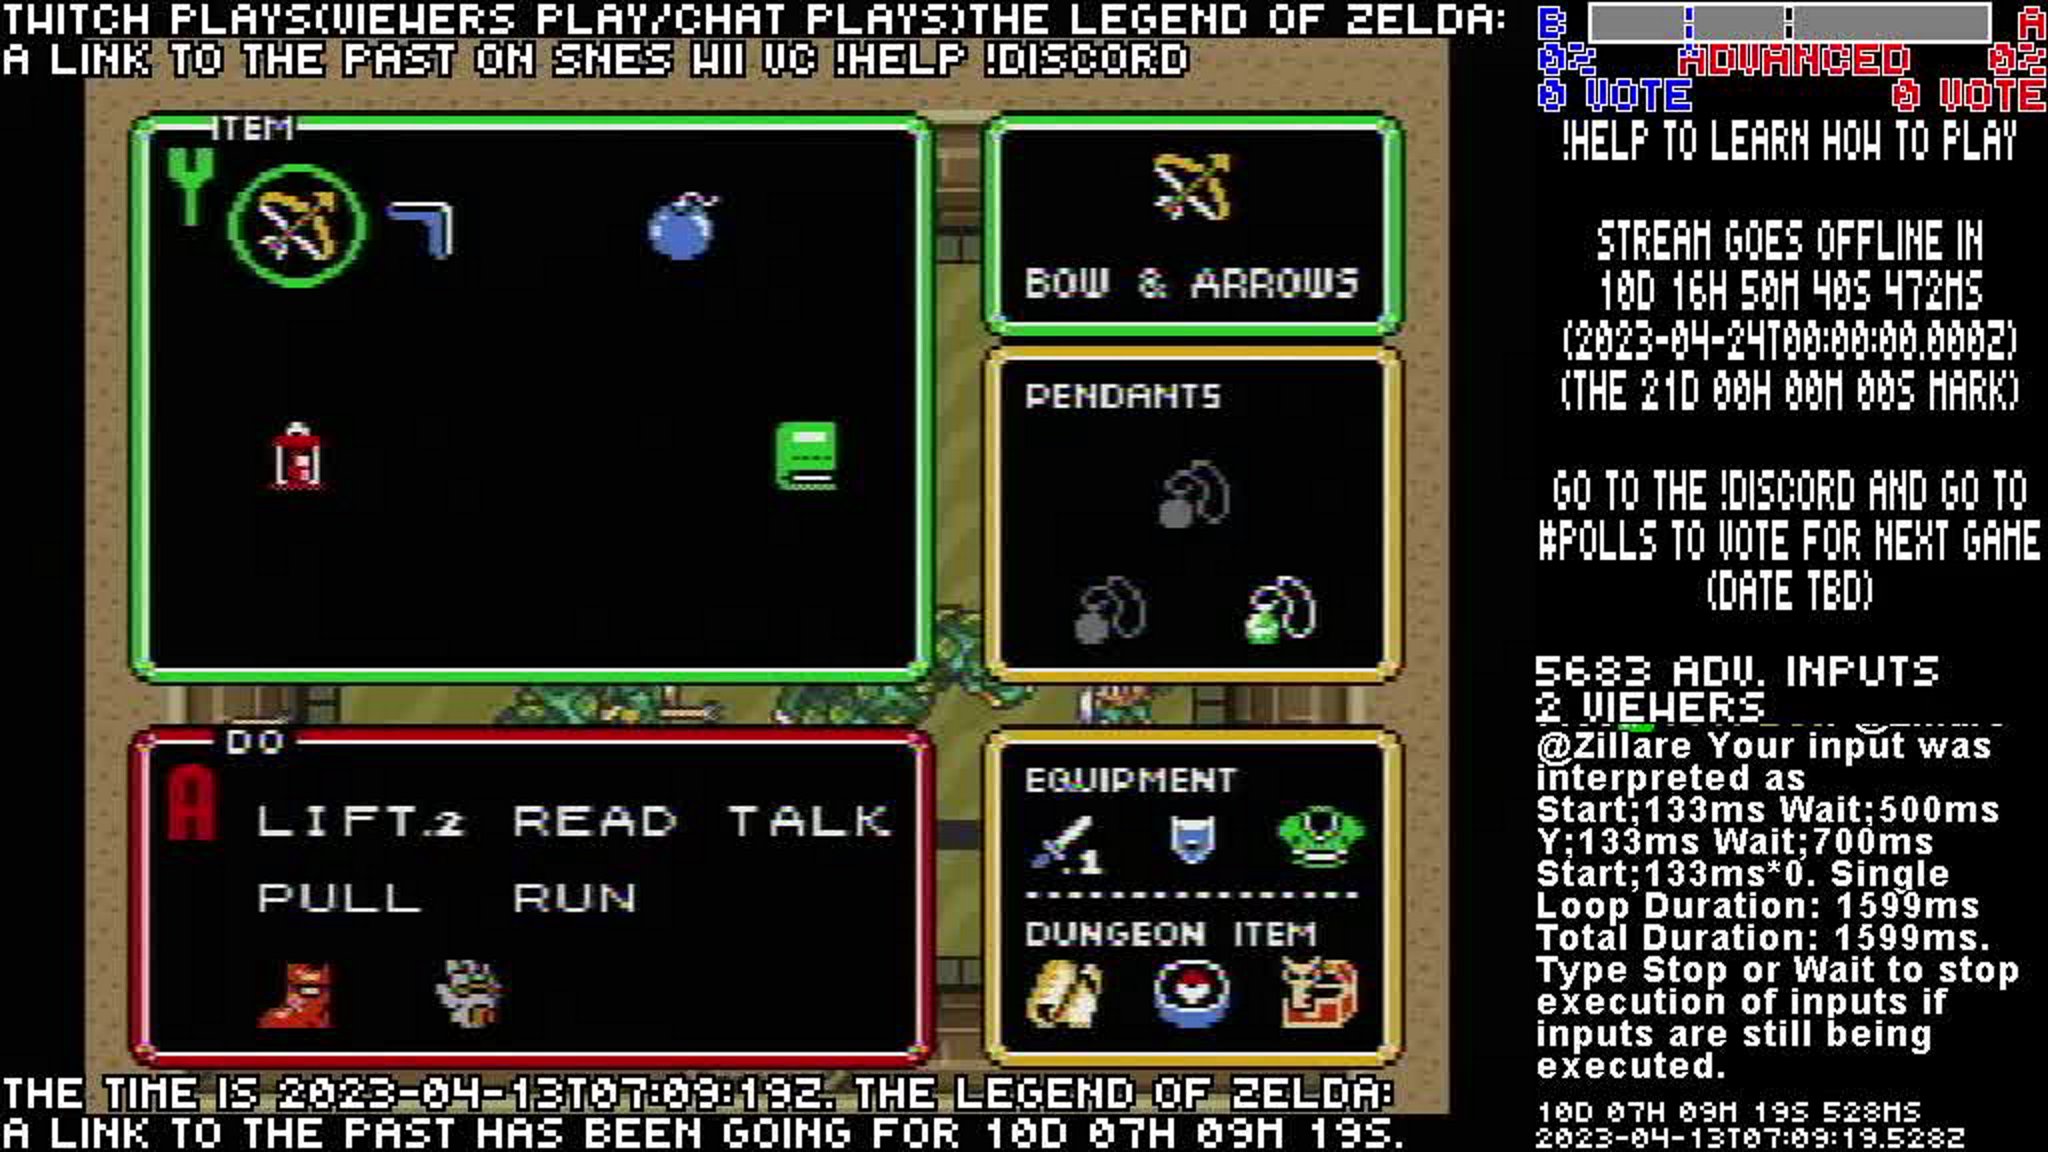 TWITCH PLAYS(VIEWERS PLAY/CHAT PLAYS)THE LEGEND OF ZELDA:
A LINK TO THE PAST ON SNES WII VC !HELP !DISCORD
B
A
0%
ADVANCED
0%
0 VOTE
0 VOTE
!HELP TO LEARN HOW TO PLAY
STREAM GOES OFFLINE IN
10D 16H 50M 40S 472MS
(2023-04-24T00:00:00.000Z)
(THE 21D 00H 00M 00S MARK)
GO TO THE !DISCORD AND GO TO
#POLLS TO VOTE FOR NEXT GAME
(DATE TBD)
5683 ADV. INPUTS
2 VIEWERS
@Zillare Your input was
interpreted as
Start;133ms Wait;500ms
Y;133ms Wait;700ms
Start;133ms*0. Single
Loop Duration: 1599ms
Total Duration: 1599ms.
Type Stop or Wait to stop
execution of inputs if
inputs are still being
executed.
10D 07H 09M 19S 528MS
2023-04-13T07:09:19.528Z
ITEM
Y
BOW & ARROWS
PENDANTS
DO
A
LIFT.2 READ TALK
PULL RUN
EQUIPMENT
.1
DUNGEON ITEM
THE TIME IS 2023-04-13T07:09:19Z. THE LEGEND OF ZELDA:
A LINK TO THE PAST HAS BEEN GOING FOR 10D 07H 09M 19S.